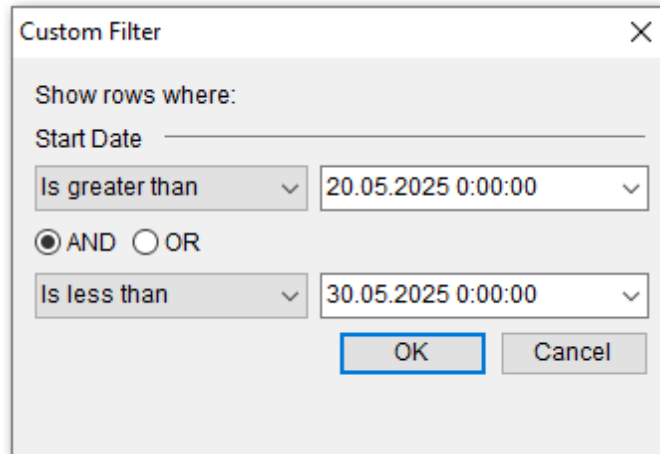 Custom Filter
Show rows where:
Start Date
Is greater than 20.05.2025 0:00:00
AND OR
Is less than 30.05.2025 0:00:00
OK Cancel